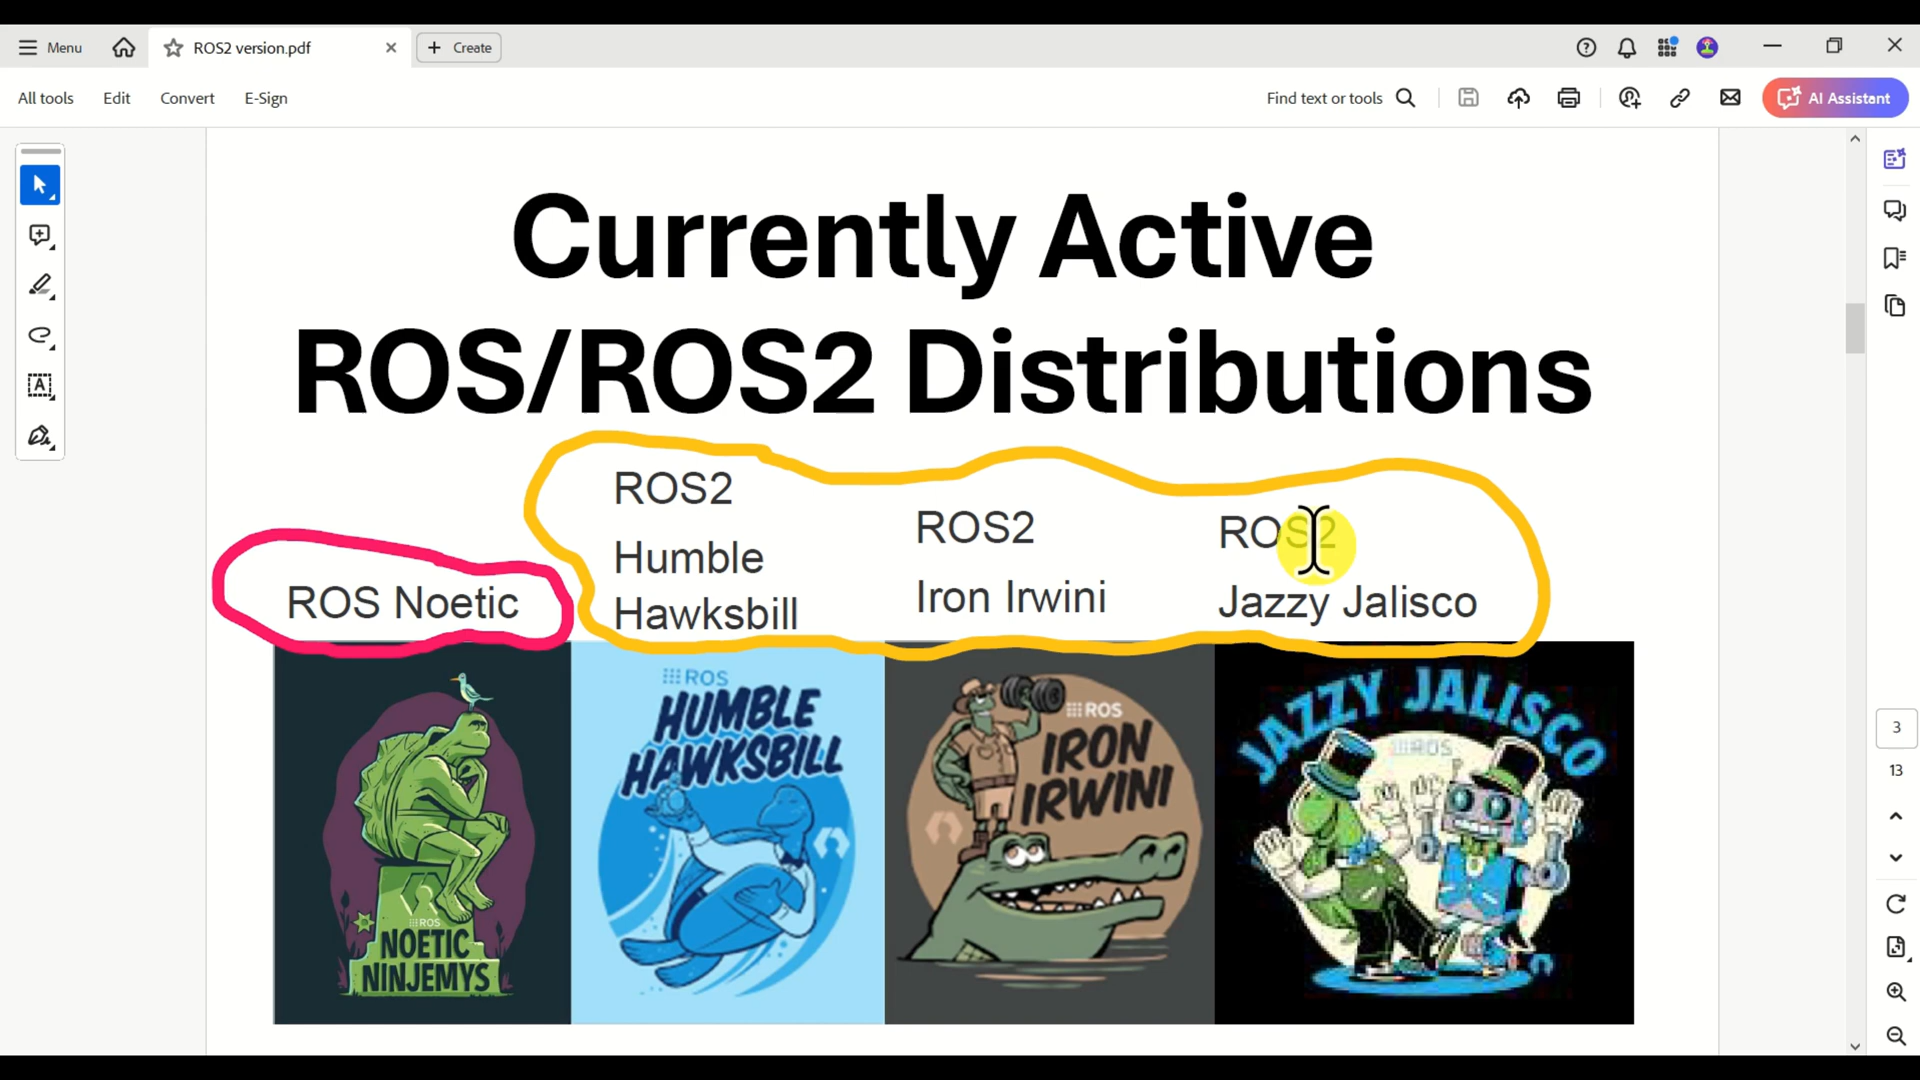 Menu
ROS2 version.pdf
Create
All tools
Edit
Convert
E-Sign
Find text or tools
AI Assistant
Currently Active
ROS/ROS2 Distributions
ROS Noetic
ROS2
Humble
Hawksbill
ROS2
Iron Irwini
ROS2
Jazzy Jalisco
ROS
NOETIC
NINJEMYS
ROS
HUMBLE
HAWKSBILL
ROS
IRON
IRWINI
JAZZY JALISCO
ROS
3
13